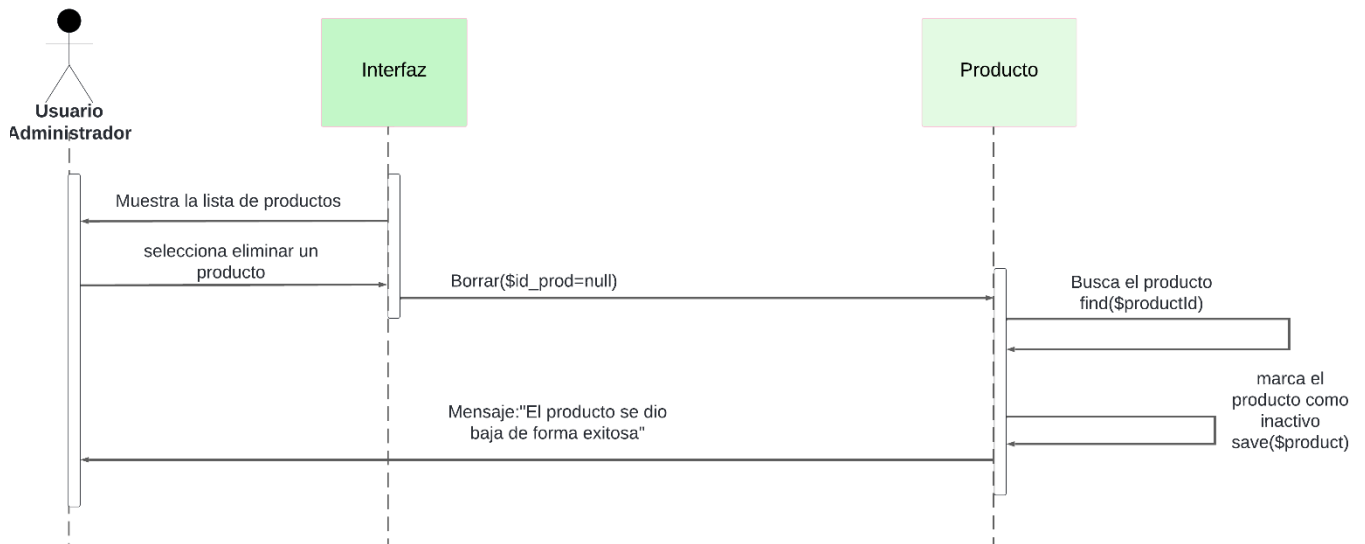 Usuario
Administrador
Interfaz
Producto
Muestra la lista de productos
selecciona eliminar un
producto
Borrar($id_prod=null)
Busca el producto
find($productId)
marca el
producto como
inactivo
save($product)
Mensaje:"El producto se dio
baja de forma exitosa"